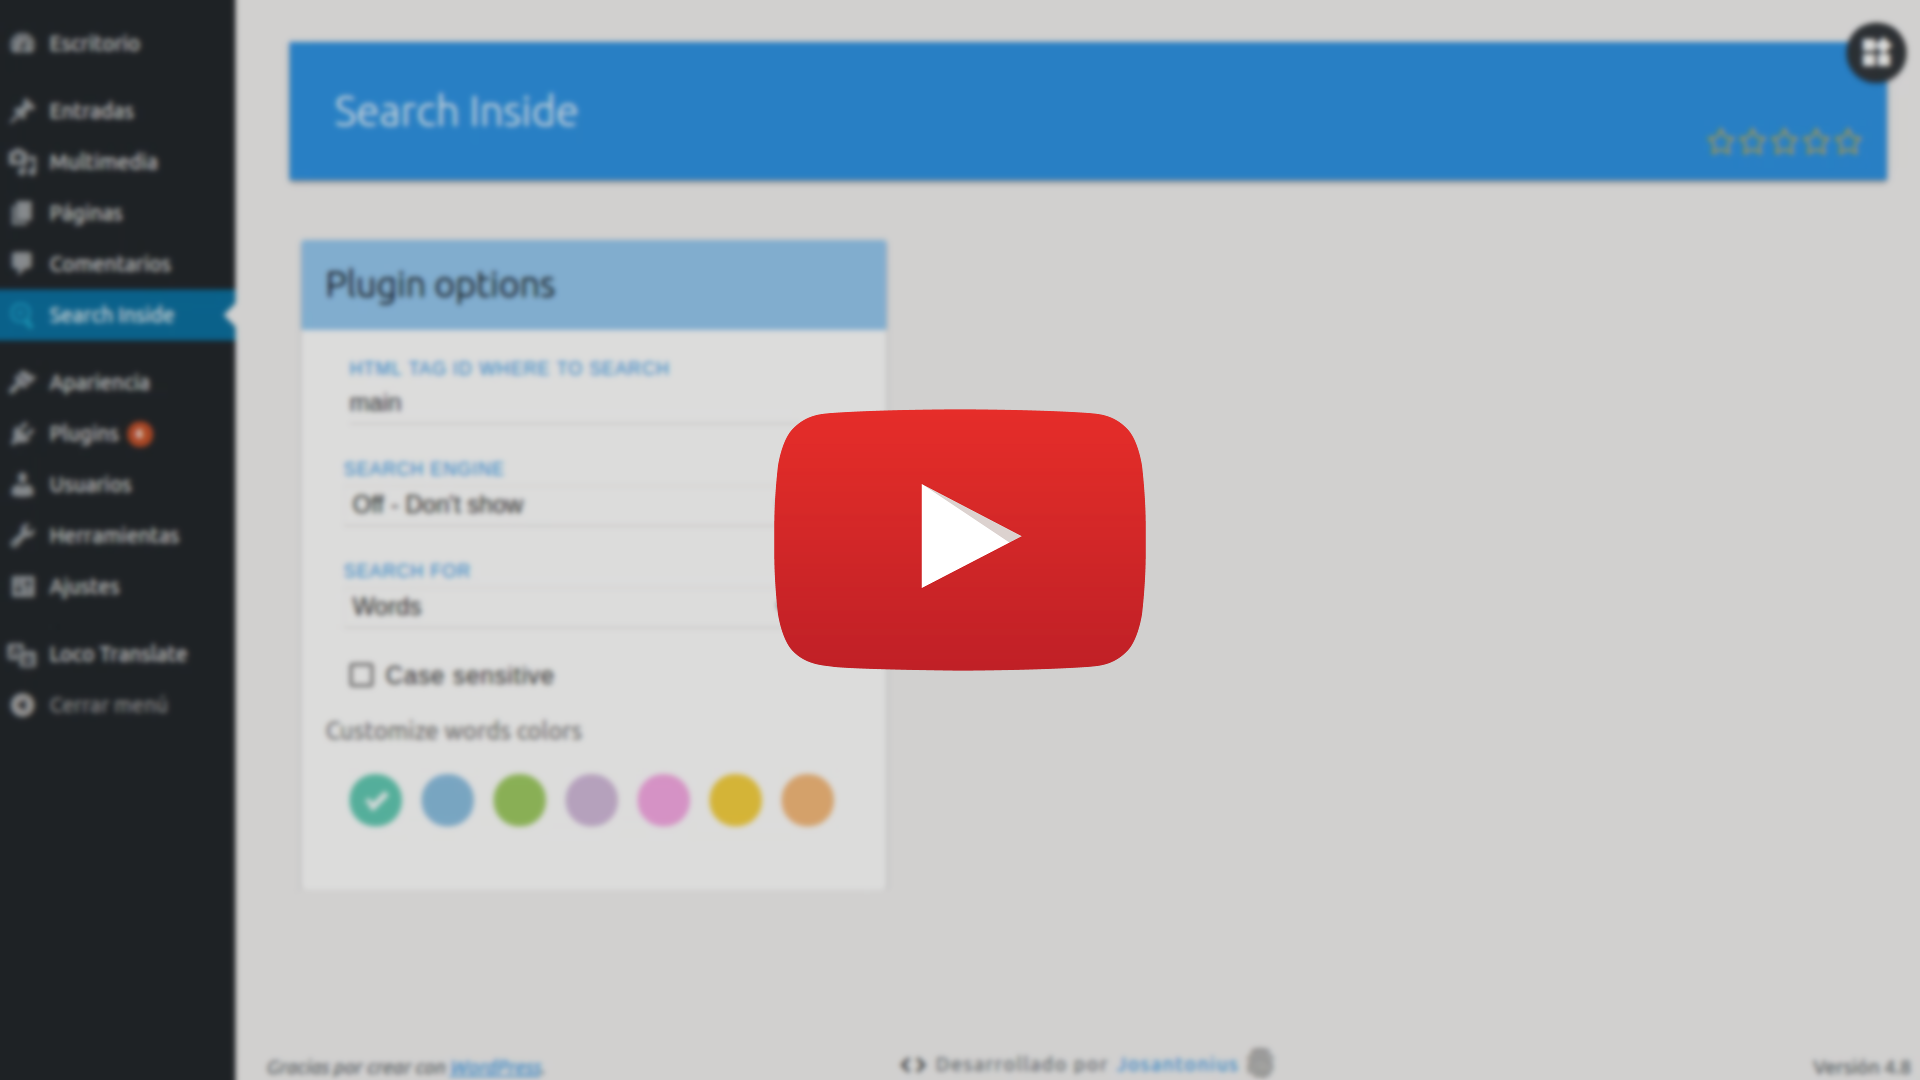 Escritorio
Entradas
Multimedia
Páginas
Comentarios
Search Inside
Apariencia
Plugins
Usuarios
Herramientas
Ajustes
Loco Translate
Cerrar menú
Search Inside
Plugin options
HTML TAG ID WHERE TO SEARCH
main
SEARCH ENGINE
Off - Don't show
SEARCH FOR
Words
Case sensitive
Customize words colors
Gracias por crear con WordPress.
Desarrollado por Josantonius
Versión 4.8